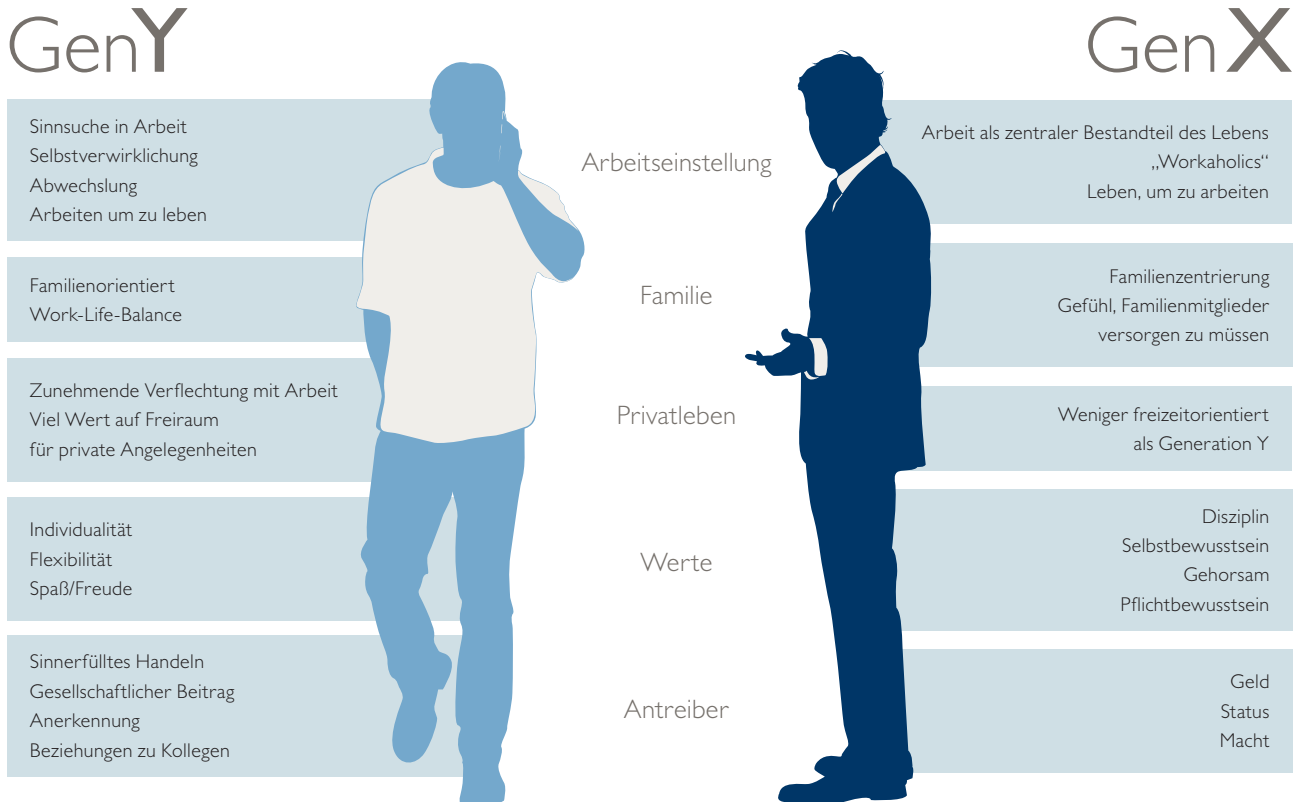 GenY
GenX
Sinnsuche in Arbeit
Selbstverwirklichung
Abwechslung
Arbeiten um zu leben
Arbeitseinstellung
Arbeit als zentraler Bestandteil des Lebens
„Workaholics“
Leben, um zu arbeiten
Familienorientiert
Work-Life-Balance
Familie
Familienzentrierung
Gefühl, Familienmitglieder
versorgen zu müssen
Zunehmende Verflechtung mit Arbeit
Viel Wert auf Freiraum
für private Angelegenheiten
Privatleben
Weniger freizeitorientiert
als Generation Y
Individualität
Flexibilität
Spaß/Freude
Werte
Disziplin
Selbstbewusstsein
Gehorsam
Pflichtbewusstsein
Sinnerfülltes Handeln
Gesellschaftlicher Beitrag
Anerkennung
Beziehungen zu Kollegen
Antreiber
Geld
Status
Macht